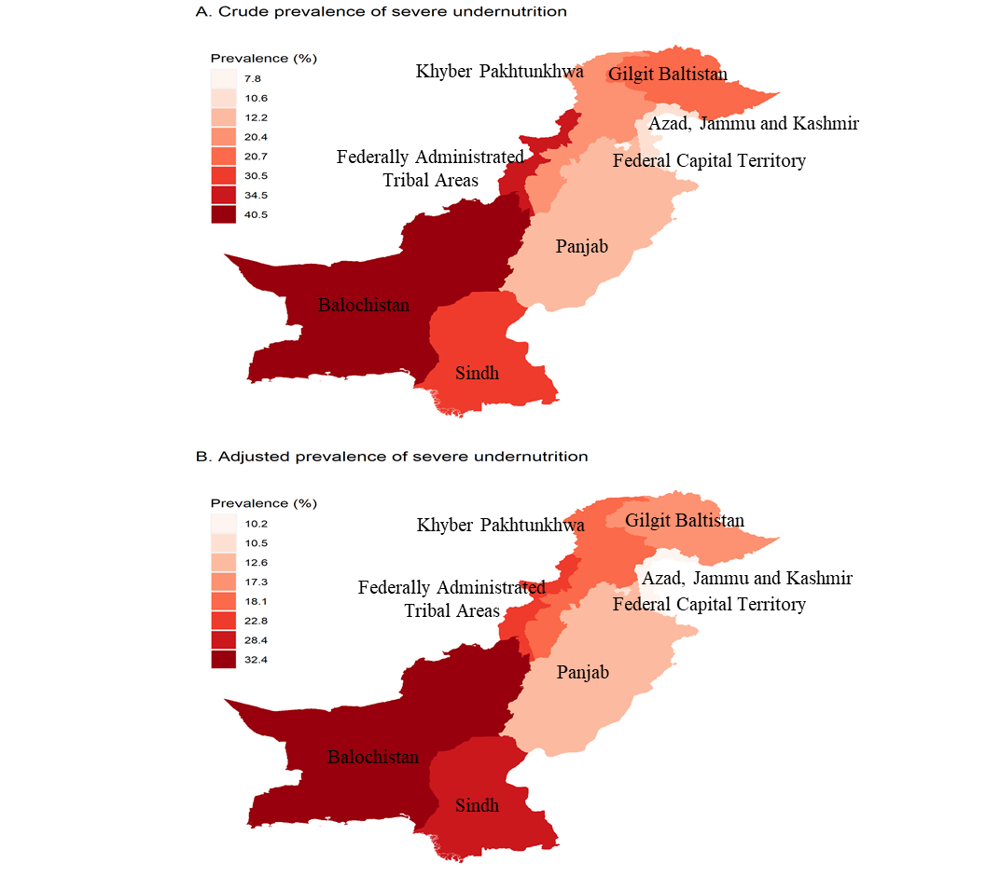 A. Crude prevalence of severe undernutrition
Prevalence (%)
7.8
10.6
12.2
20.4
20.7
30.5
34.5
40.5
Khyber Pakhtunkhwa
Gilgit Baltistan
Azad, Jammu and Kashmir
Federally Administrated
Tribal Areas
Federal Capital Territory
Panjab
Balochistan
Sindh
B. Adjusted prevalence of severe undernutrition
Prevalence (%)
10.2
10.5
12.6
17.3
18.1
22.8
28.4
32.4
Khyber Pakhtunkhwa
Gilgit Baltistan
Azad, Jammu and Kashmir
Federally Administrated
Tribal Areas
Federal Capital Territory
Panjab
Balochistan
Sindh